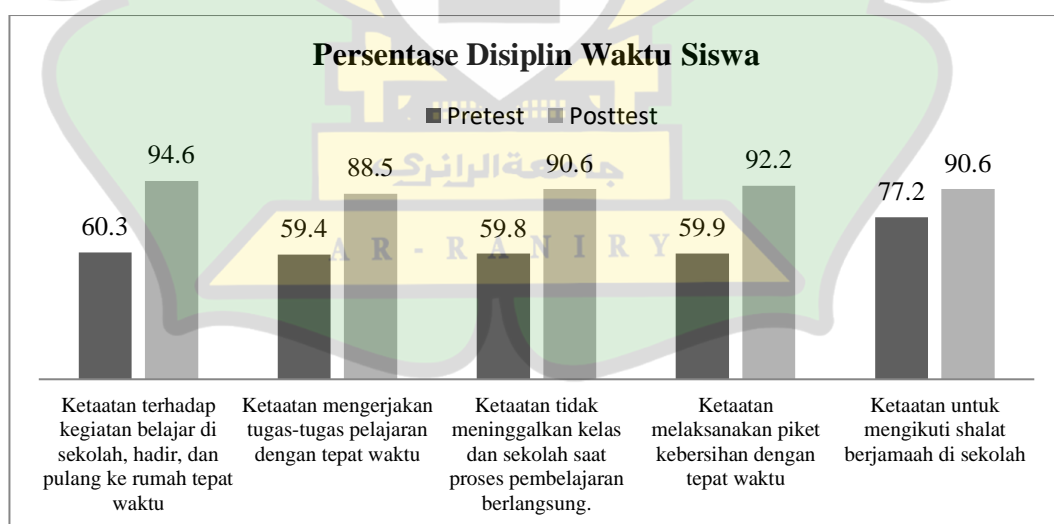 Persentase Disiplin Waktu Siswa
Pretest Posttest
94.6
88.5
90.6
92.2
90.6
77.2
60.3
59.4
59.8
59.9
جامعة الرانري
AR-RANIRY
Ketaatan terhadap
kegiatan belajar di
sekolah, hadir, dan
pulang ke rumah tepat
waktu
Ketaatan mengerjakan
tugas-tugas pelajaran
dengan tepat waktu
Ketaatan tidak
meninggalkan kelas
dan sekolah saat
proses pembelajaran
berlangsung.
Ketaatan
melaksanakan piket
kebersihan dengan
tepat waktu
Ketaatan untuk
mengikuti shalat
berjamaah di sekolah